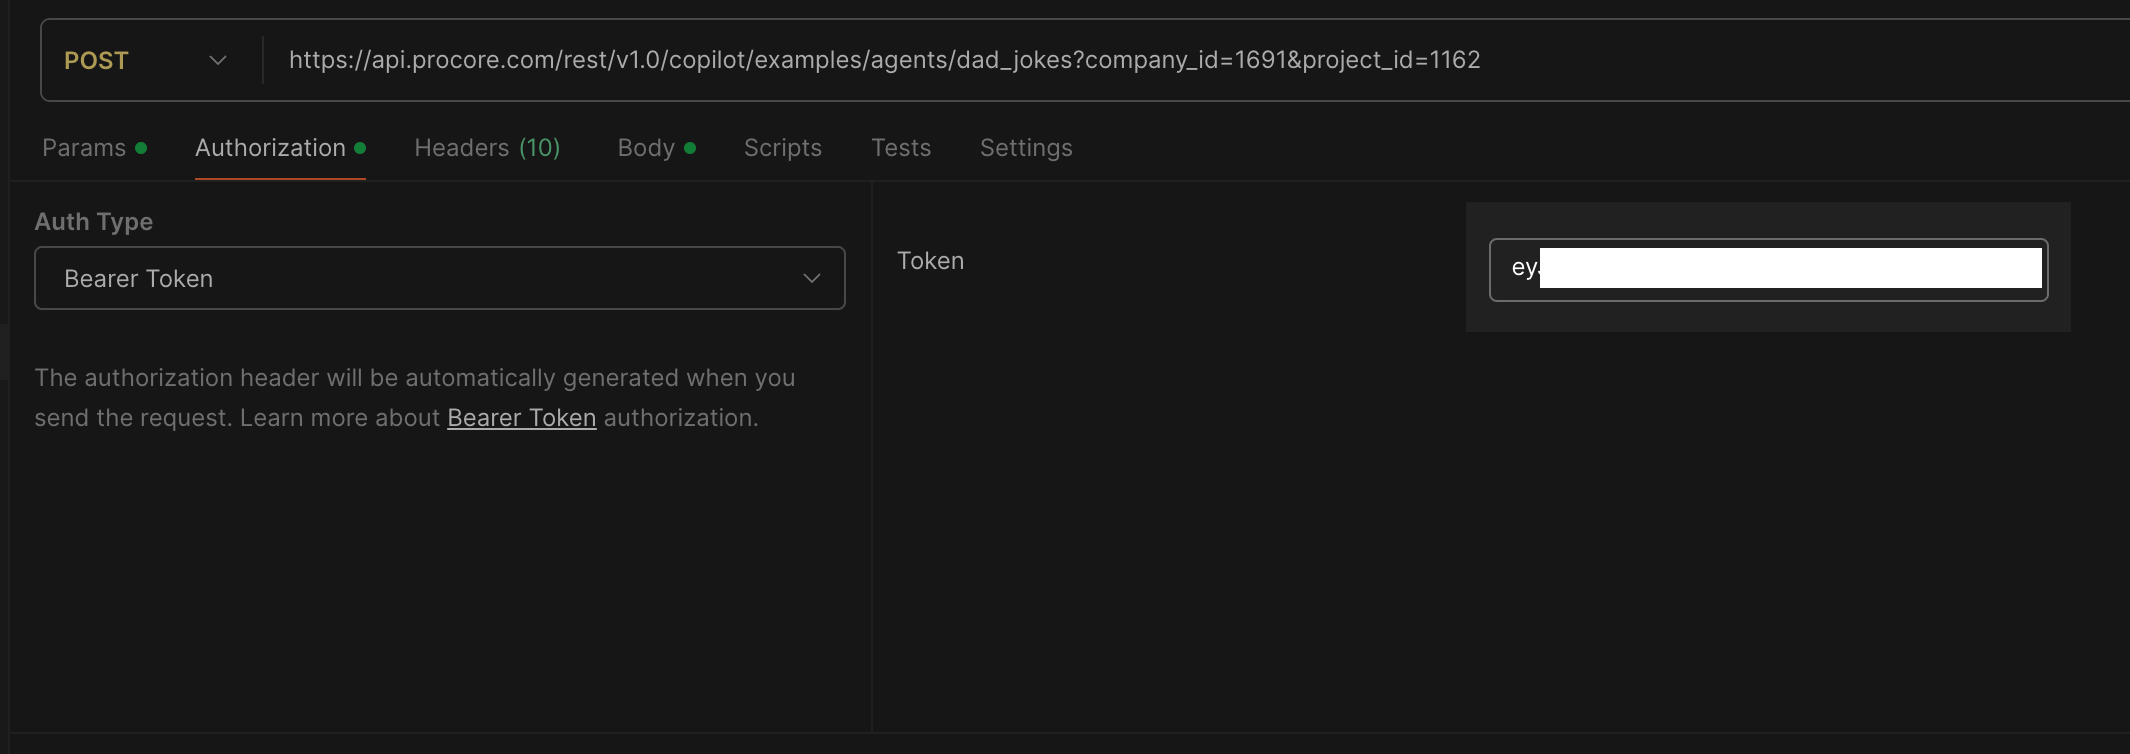 POST https://api.procore.com/rest/v1.0/copilot/examples/agents/dad_jokes?company_id=1691&project_id=1162
Params Authorization Headers (10) Body Scripts Tests Settings
Auth Type
Bearer Token
Token
ey
The authorization header will be automatically generated when you
send the request. Learn more about Bearer Token authorization.